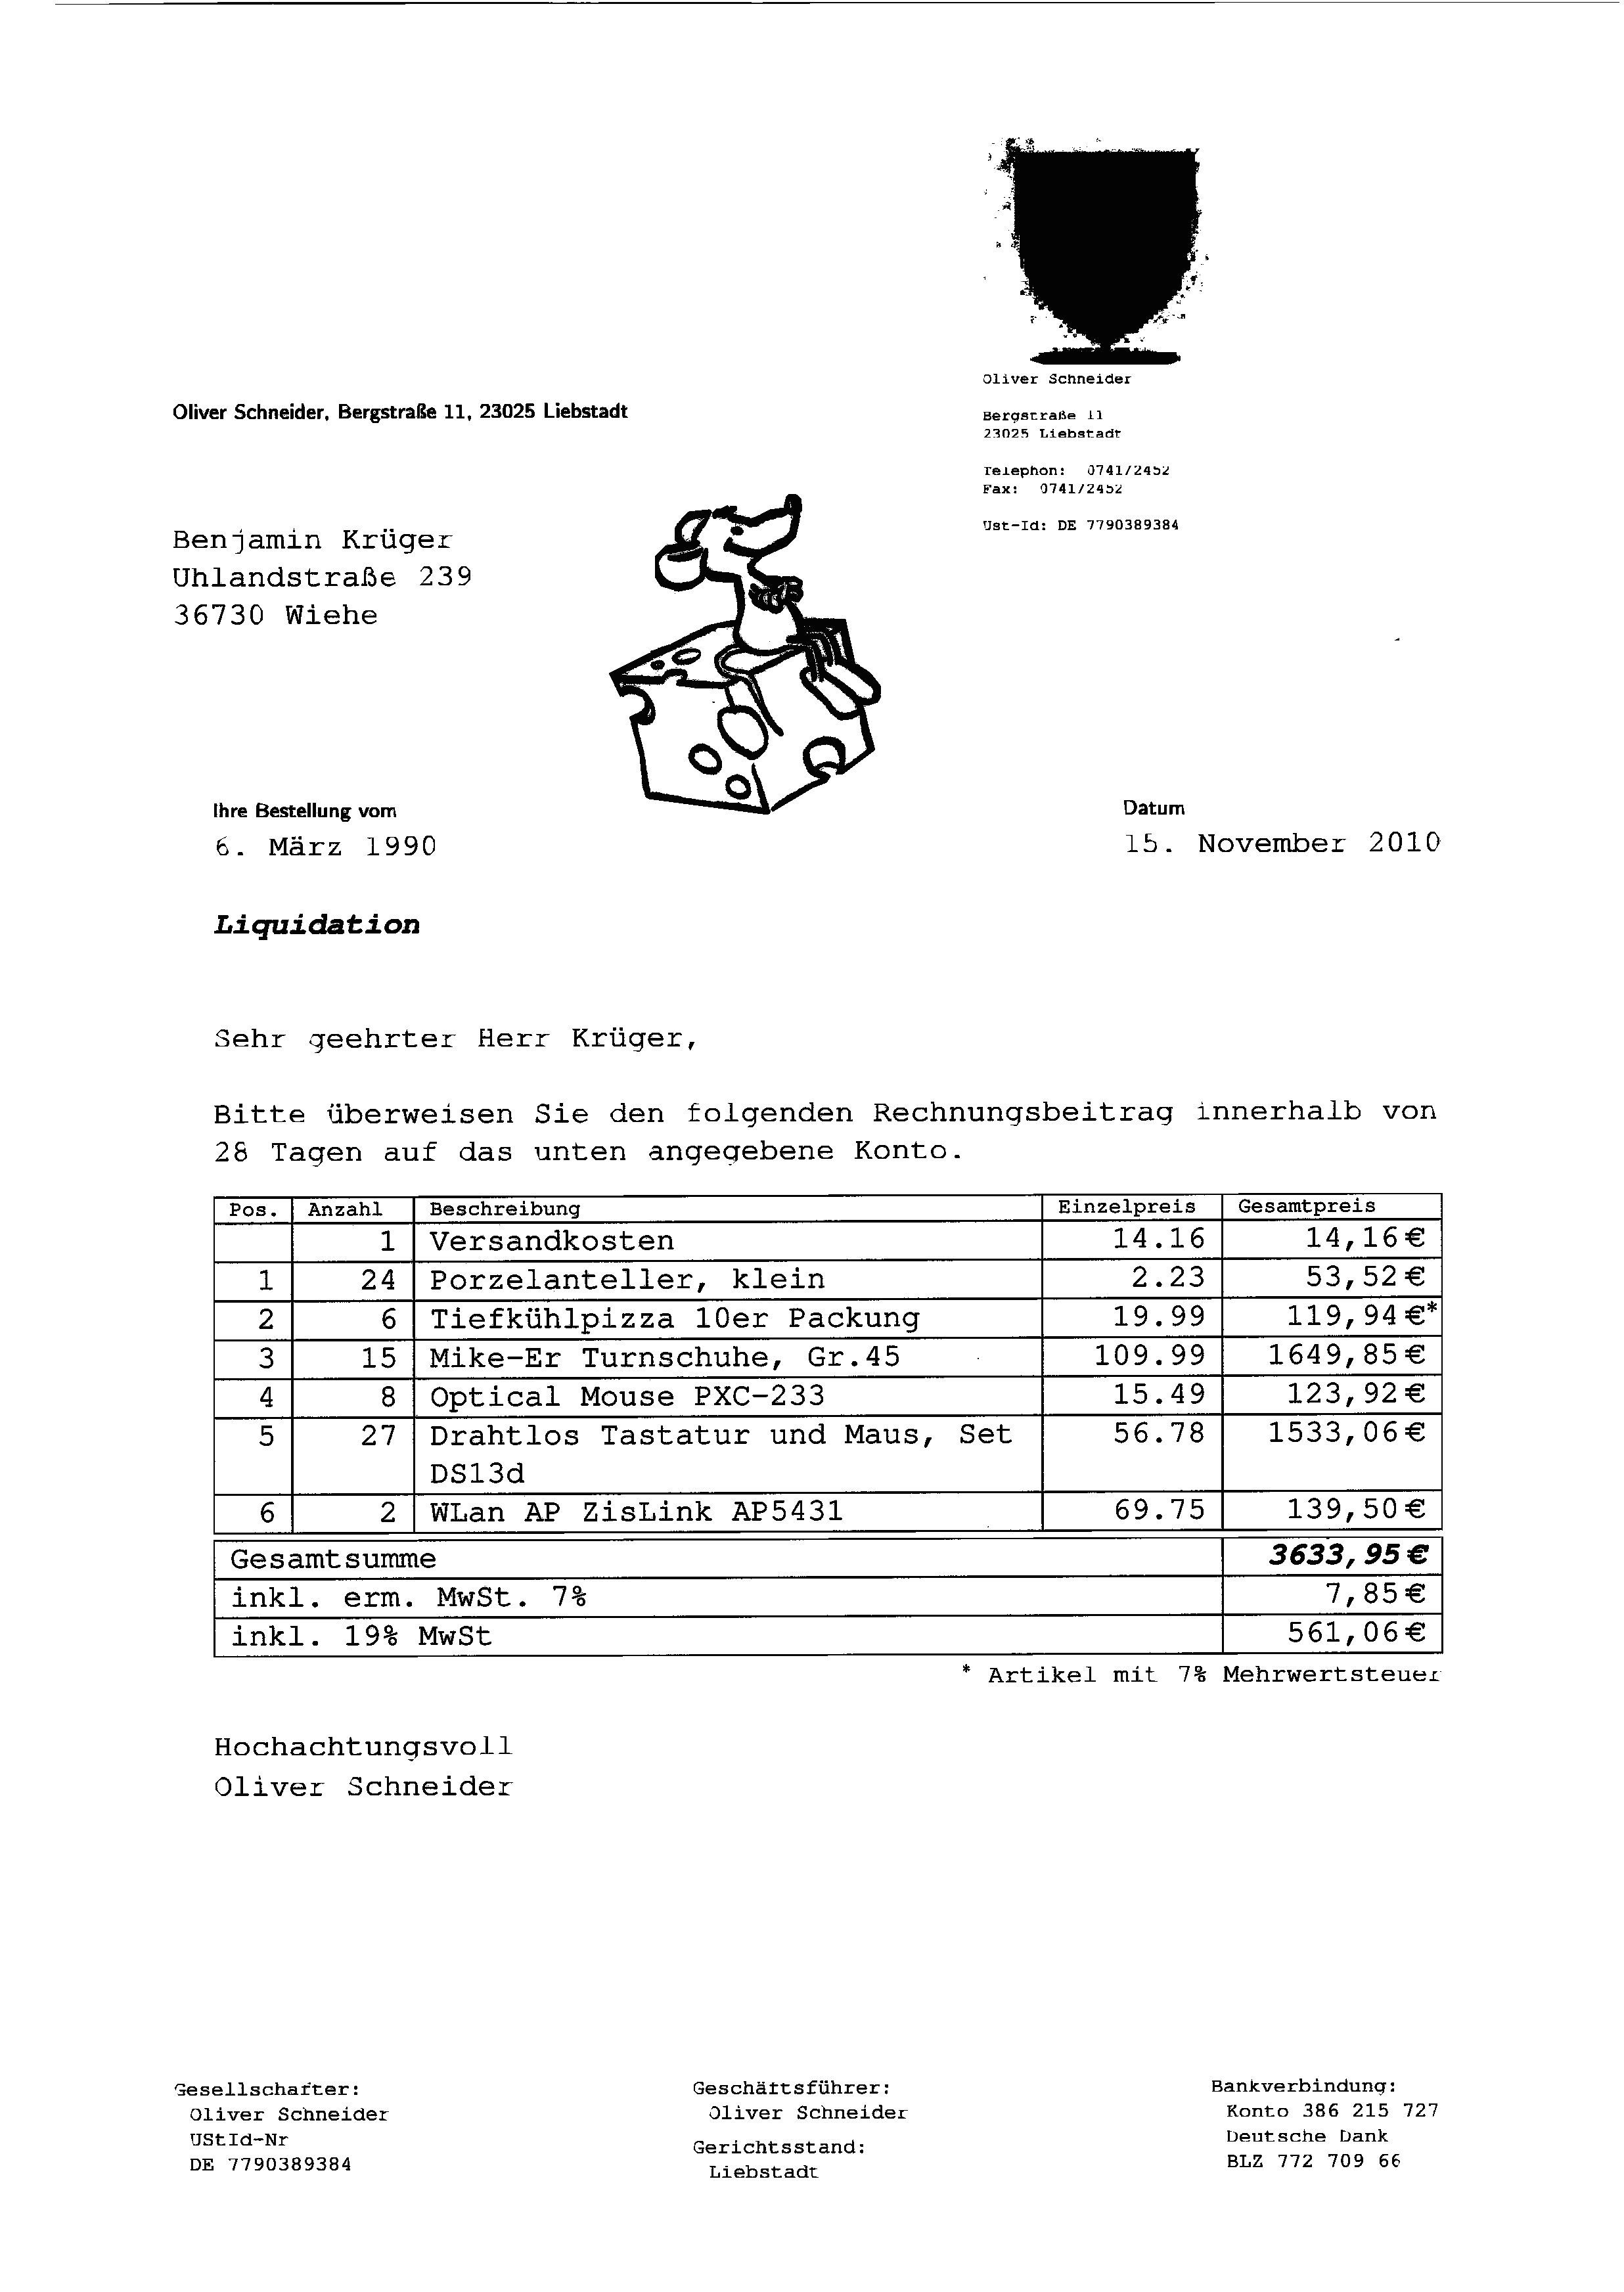 Oliver Schneider
Oliver Schneider, Bergstraße 11, 23025 Liebstadt
Bergstraße 11
23025 Liebstadt
Telephon: 0741/2452
Fax: 0741/2452
Ust-Id: DE 7790389384
Benjamin Krüger
Uhlandstraße 239
36730 Wiehe
Ihre Bestellung vom
6. März 1990
Datum
15. November 2010
Liquidation
Sehr geehrter Herr Krüger,
Bitte überweisen Sie den folgenden Rechnungsbeitrag innerhalb von
28 Tagen auf das unten angegebene Konto.
Pos. Anzahl Beschreibung Einzelpreis Gesamtpreis
1 Versandkosten 14.16 14,16€
1 24 Porzelanteller, klein 2.23 53,52€
2 6 Tiefkühlpizza 10er Packung 19.99 119,94€*
3 15 Mike-Er Turnschuhe, Gr.45 109.99 1649,85€
4 8 Optical Mouse PXC-233 15.49 123,92€
5 27 Drahtlos Tastatur und Maus, Set 56.78 1533,06€
DS13d
6 2 WLan AP ZisLink AP5431 69.75 139,50€
Gesamtsumme 3633,95€
inkl. erm. MwSt. 7% 7,85€
inkl. 19% MwSt 561,06€
* Artikel mit 7% Mehrwertsteuer
Hochachtungsvoll
Oliver Schneider
Gesellschafter:
Oliver Schneider
UStId-Nr
DE 7790389384
Geschäftsführer:
Oliver Schneider
Gerichtsstand:
Liebstadt
Bankverbindung:
Konto 386 215 727
Deutsche Dank
BLZ 772 709 66